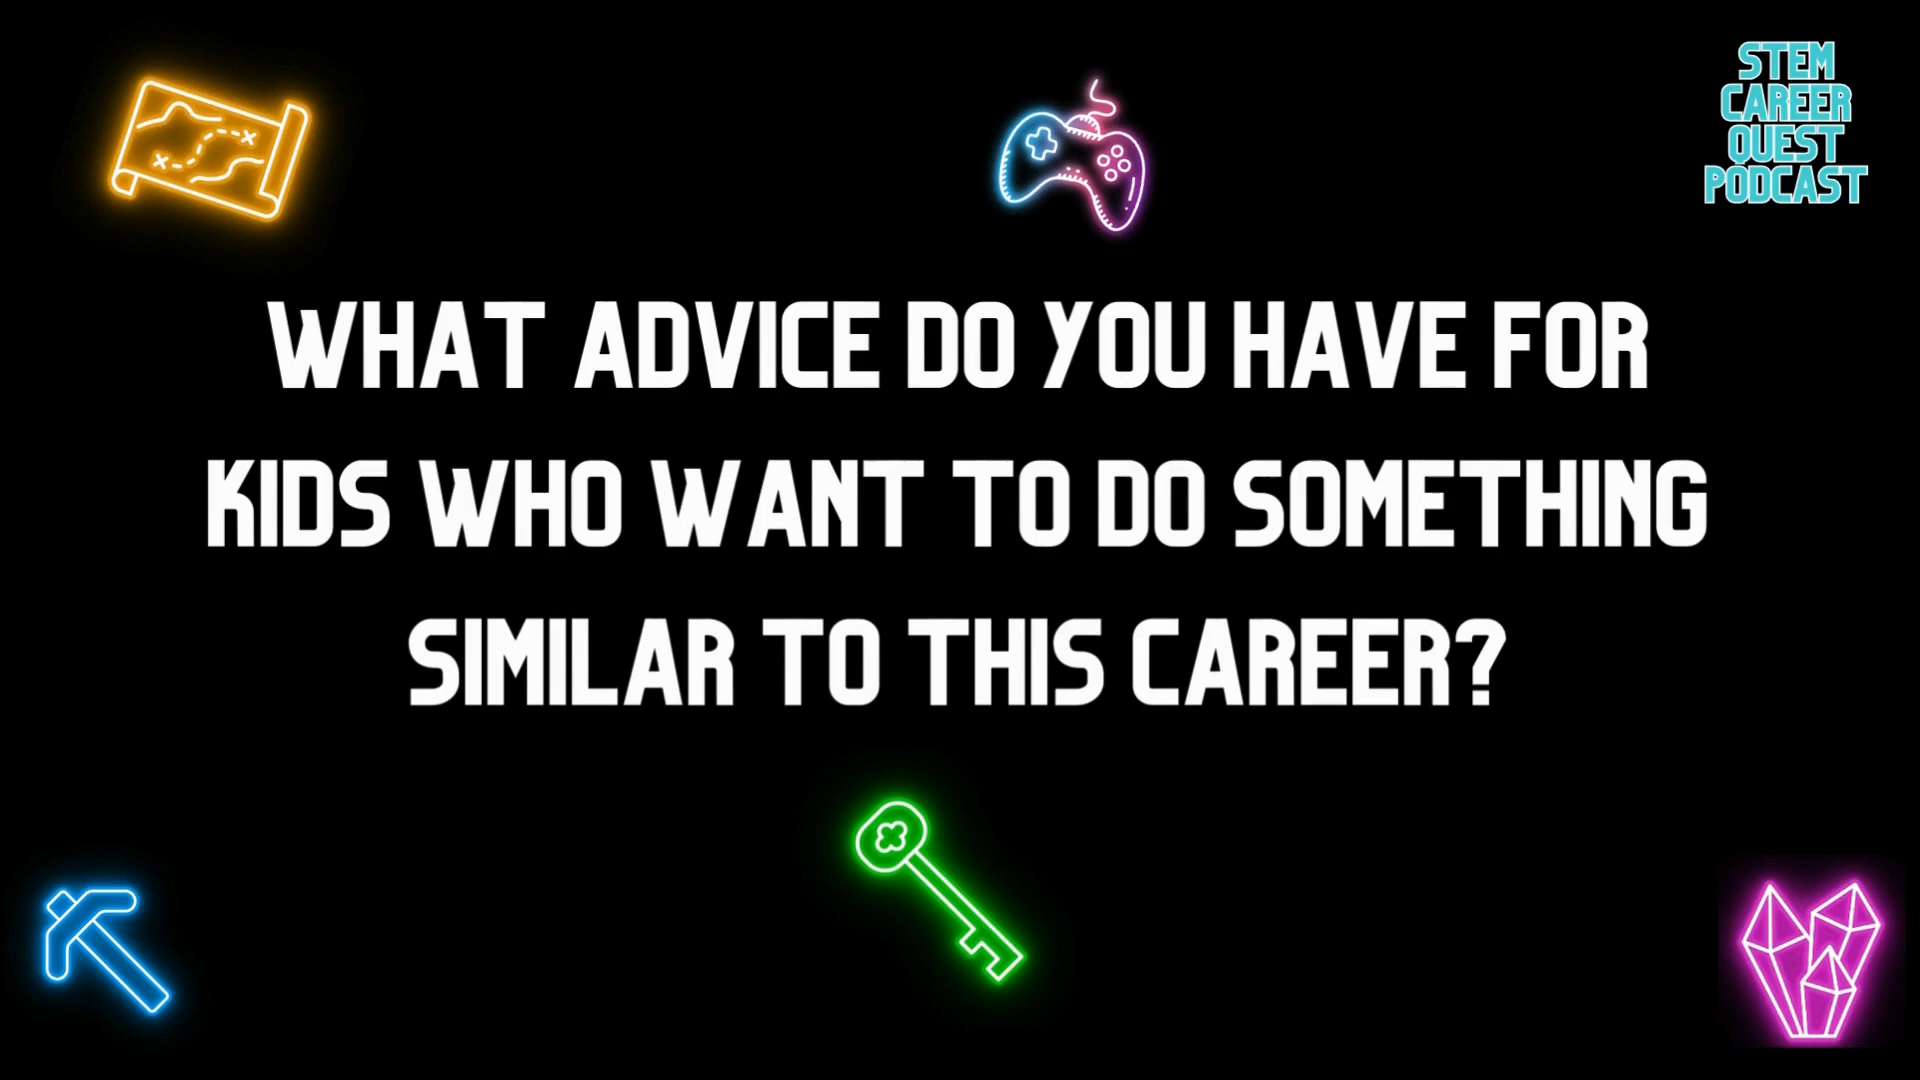 STEM
CAREER
QUEST
PODCAST
WHAT ADVICE DO YOU HAVE FOR
KIDS WHO WANT TO DO SOMETHING
SIMILAR TO THIS CAREER?